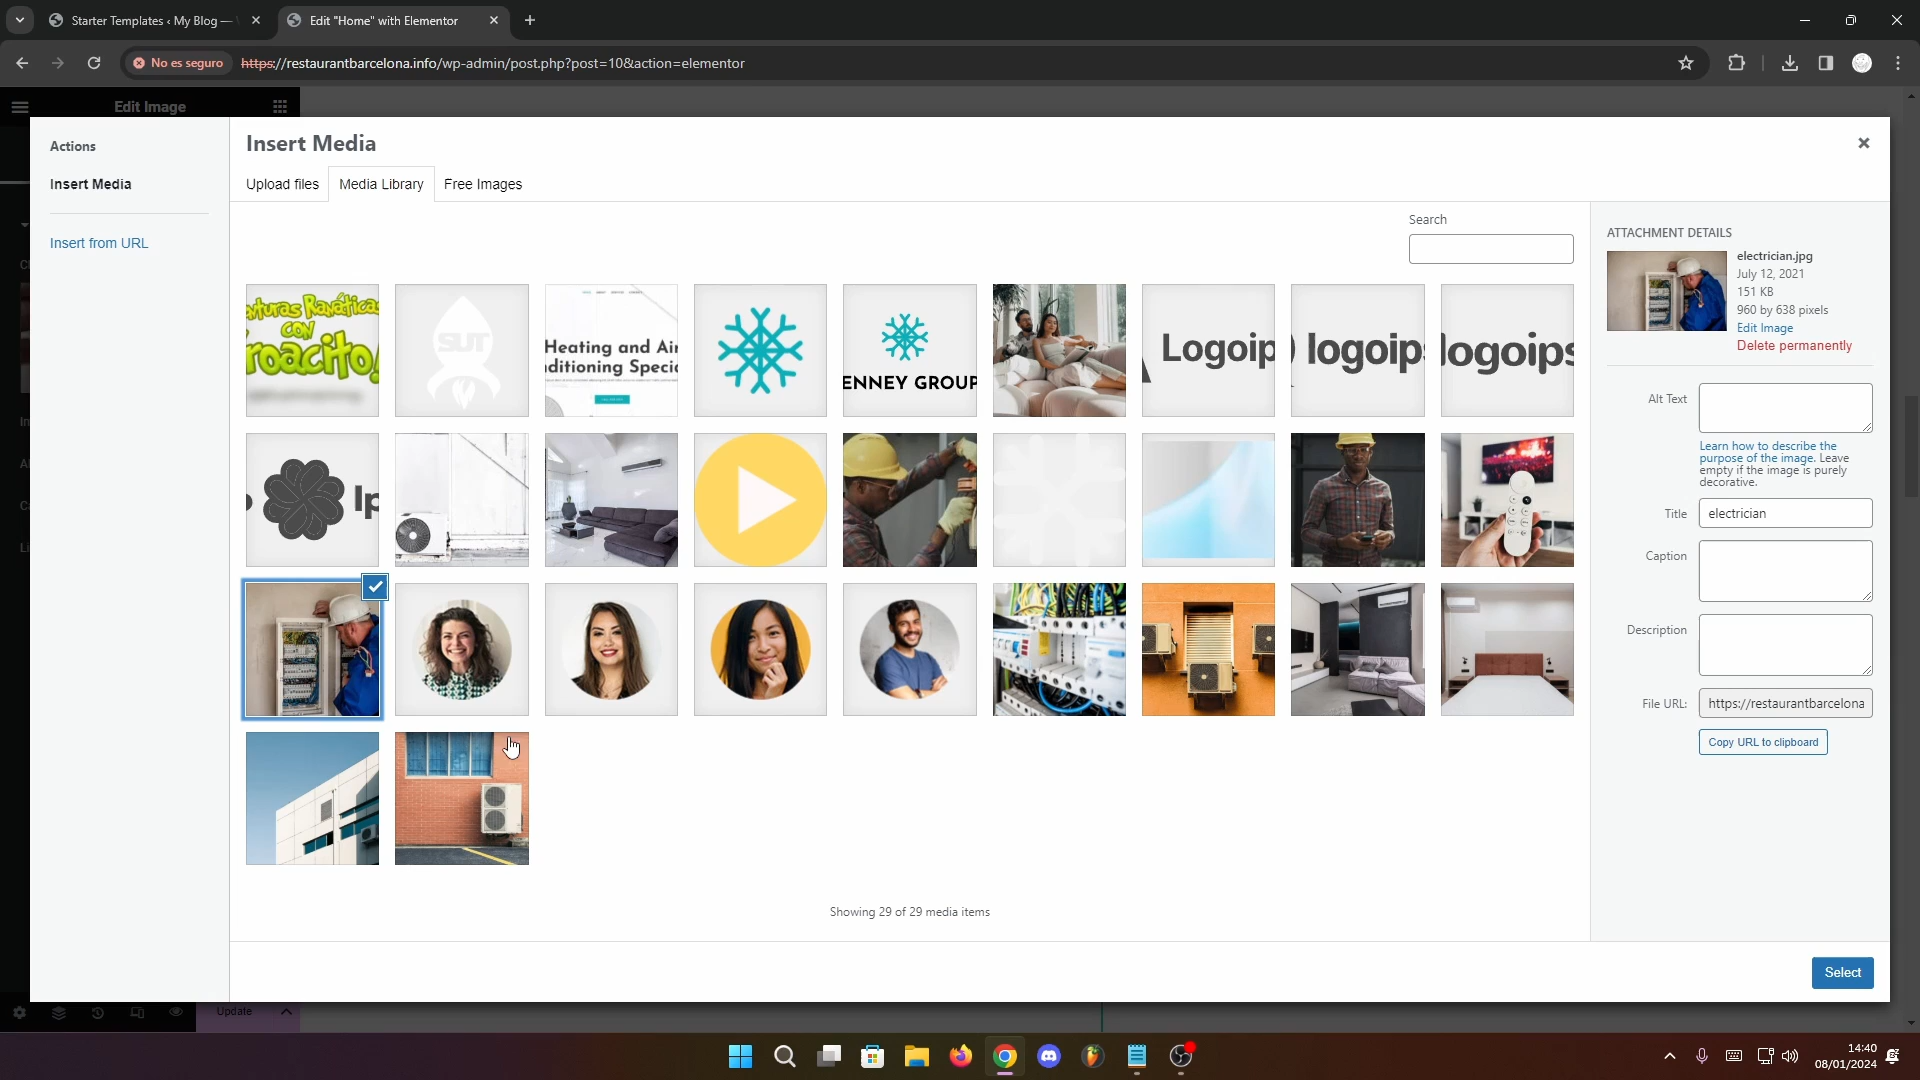 Starter Templates ‹ My Blog —
Edit "Home" with Elementor
No es seguro
https://restaurantbarcelona.info/wp-admin/post.php?post=10&action=elementor
Edit Image
Actions
Insert Media
Insert from URL
Insert Media
Upload files
Media Library
Free Images
Search
SUT
Heating and Air
ditioning Speci
ENNEY GROUP
Logoip
logoips
logoips
Ip
ATTACHMENT DETAILS
electrician.jpg
July 12, 2021
151 KB
960 by 638 pixels
Edit Image
Delete permanently
Alt Text
Learn how to describe the
purpose of the image. Leave
empty if the image is purely
decorative.
Title
electrician
Caption
Description
File URL:
https://restaurantbarcelona
Copy URL to clipboard
Showing 29 of 29 media items
Select
Update
14:40
08/01/2024